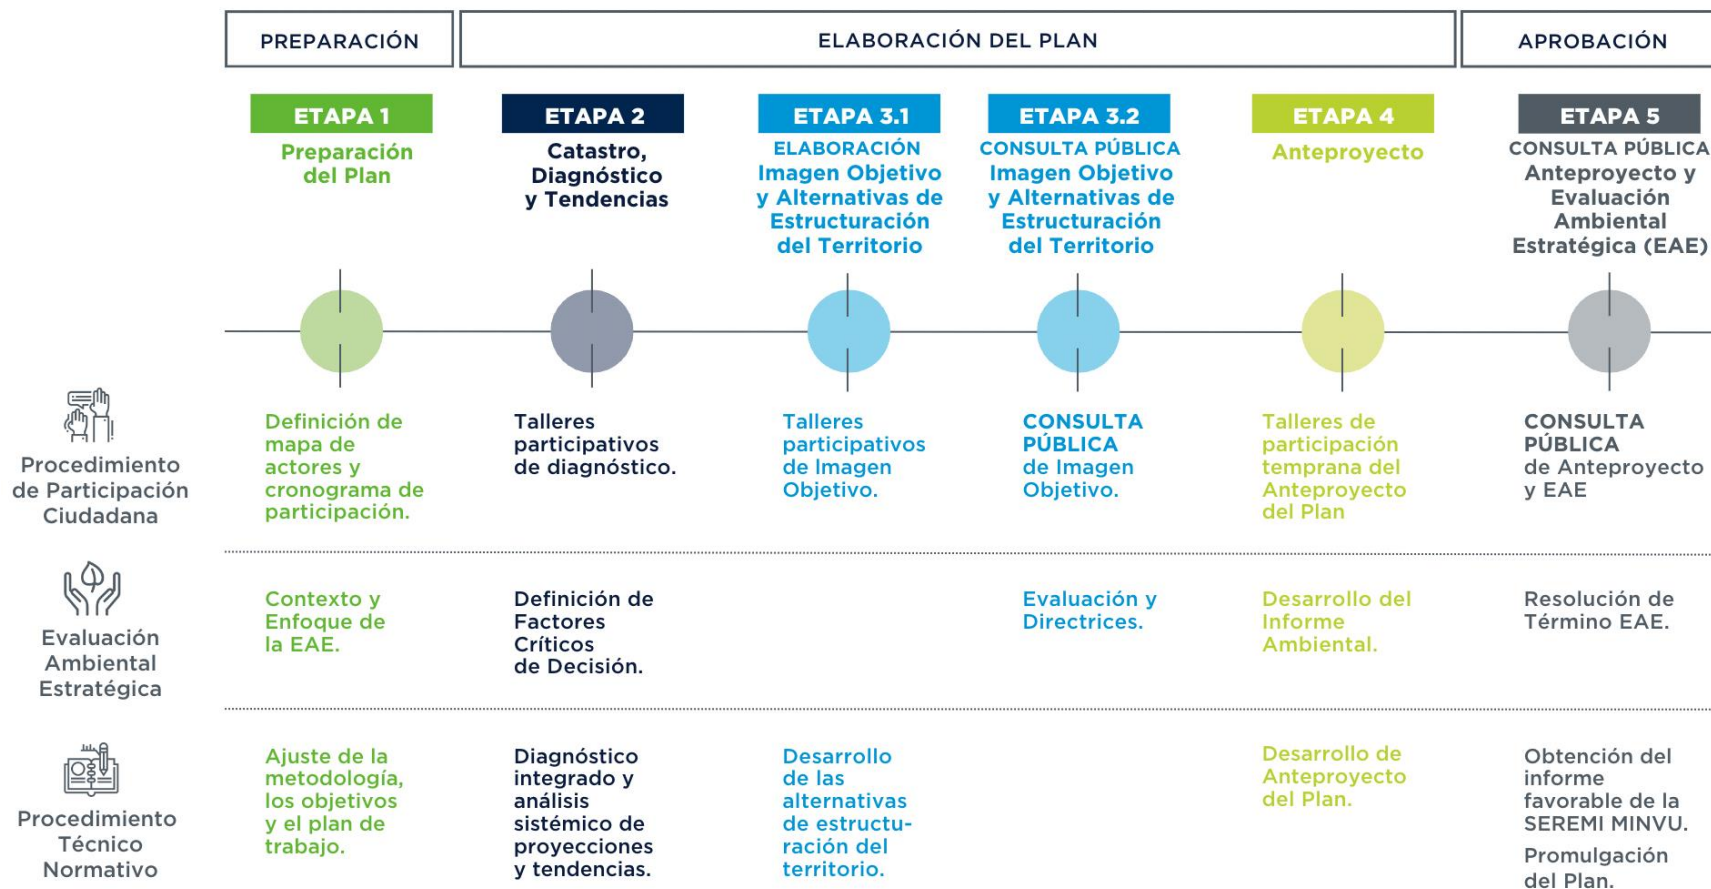 PREPARACIÓN
ELABORACIÓN DEL PLAN
APROBACIÓN
ETAPA 1
Preparación
del Plan
ETAPA 2
Catastro,
Diagnóstico
y Tendencias
ETAPA 3.1
ELABORACIÓN
Imagen Objetivo
y Alternativas de
Estructuración
del Territorio
ETAPA 3.2
CONSULTA PÚBLICA
Imagen Objetivo
y Alternativas de
Estructuración
del Territorio
ETAPA 4
Anteproyecto
ETAPA 5
CONSULTA PÚBLICA
Anteproyecto y
Evaluación
Ambiental
Estratégica (EAE)
Procedimiento
de Participación
Ciudadana
Definición de
mapa de
actores y
cronograma de
participación.
Talleres
participativos
de diagnóstico.
Talleres
participativos
de Imagen
Objetivo.
CONSULTA
PÚBLICA
de Imagen
Objetivo.
Talleres de
participación
temprana del
Anteproyecto
del Plan
CONSULTA
PÚBLICA
de Anteproyecto
y EAE
Evaluación
Ambiental
Estratégica
Contexto y
Enfoque de
la EAE.
Definición de
Factores
Críticos
de Decisión.
Evaluación y
Directrices.
Desarrollo del
Informe
Ambiental.
Resolución de
Término EAE.
Procedimiento
Técnico
Normativo
Ajuste de la
metodología,
los objetivos
y el plan de
trabajo.
Diagnóstico
integrado y
análisis
sistémico de
proyecciones
y tendencias.
Desarrollo
de las
alternativas
de estructu-
ración del
territorio.
Desarrollo de
Anteproyecto
del Plan.
Obtención del
informe
favorable de la
SEREMI MINVU.
Promulgación
del Plan.